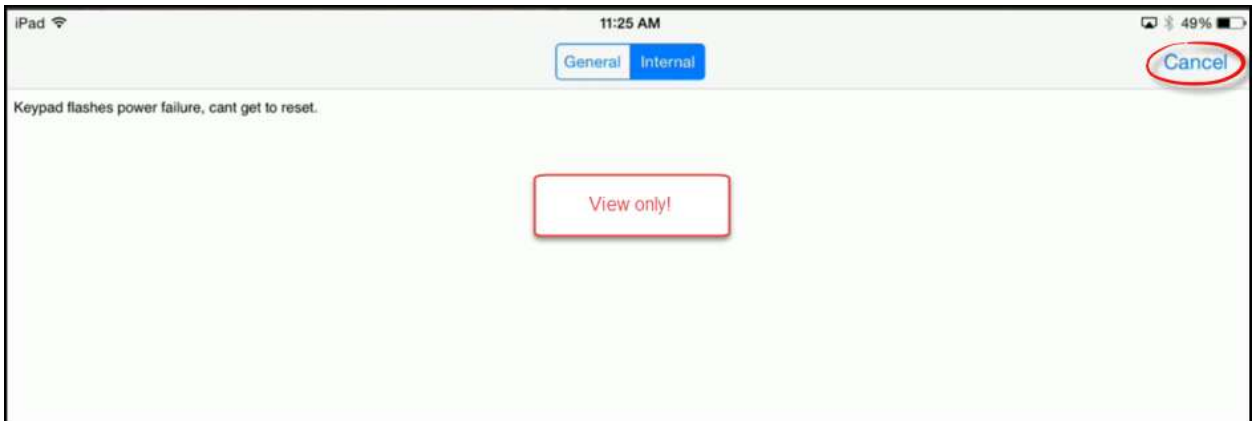 iPad 11:25 AM 49%
General Internal Cancel
Keypad flashes power failure, cant get to reset.
View only!